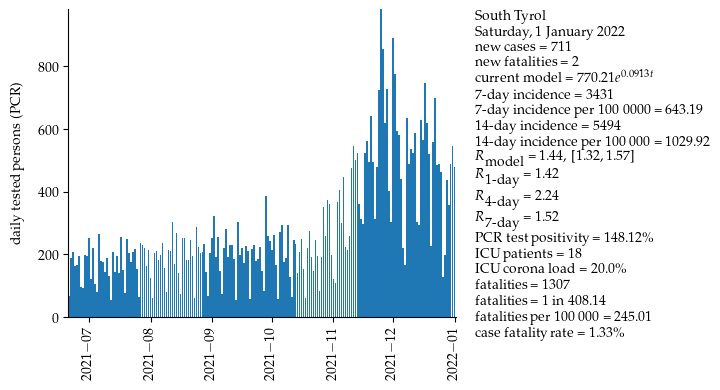 South Tyrol
Saturday, 1 January 2022
new cases = 711
new fatalities = 2
current model = 770.21e^0.0913t
7-day incidence = 3431
7-day incidence per 100 0000 = 643.19
14-day incidence = 5494
14-day incidence per 100 000 = 1029.92
R_model = 1.44, [1.32, 1.57]
R_1-day = 1.42
R_4-day = 2.24
R_7-day = 1.52
PCR test positivity = 148.12%
ICU patients = 18
ICU corona load = 20.0%
fatalities = 1307
fatalities = 1 in 408.14
fatalities per 100 000 = 245.01
case fatality rate = 1.33%
daily tested persons (PCR)
800
600
400
200
0
2021−07
2021−08
2021−09
2021−10
2021−11
2021−12
2022−01